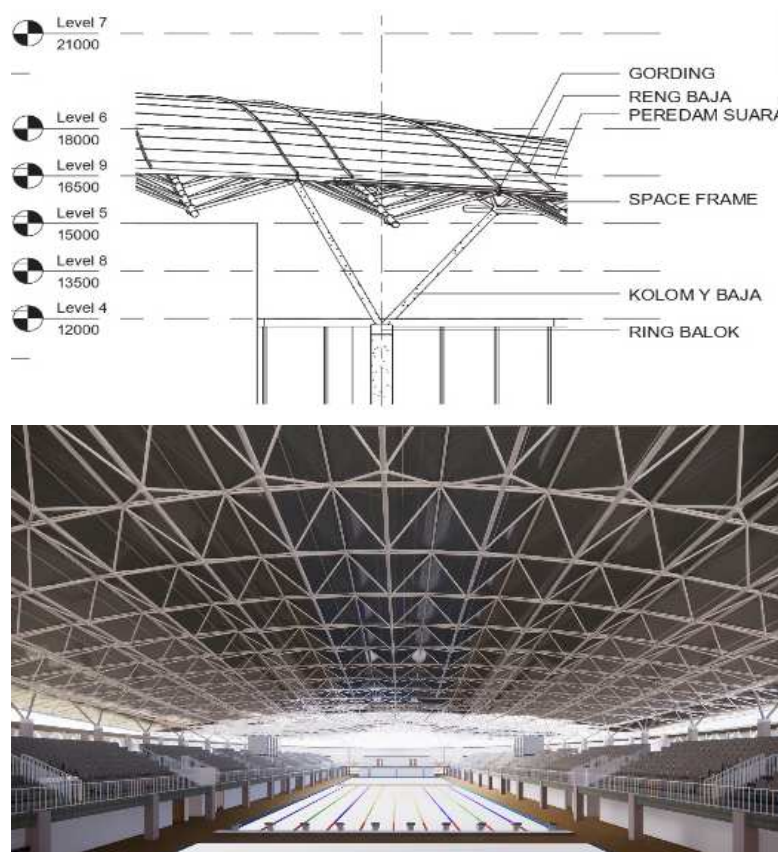 Level 7
21000
Level 6
18000
Level 9
16500
Level 5
15000
Level 8
13500
Level 4
12000
GORDING
RENG BAJA
PEREDAM SUARA
SPACE FRAME
KOLOM Y BAJA
RING BALOK